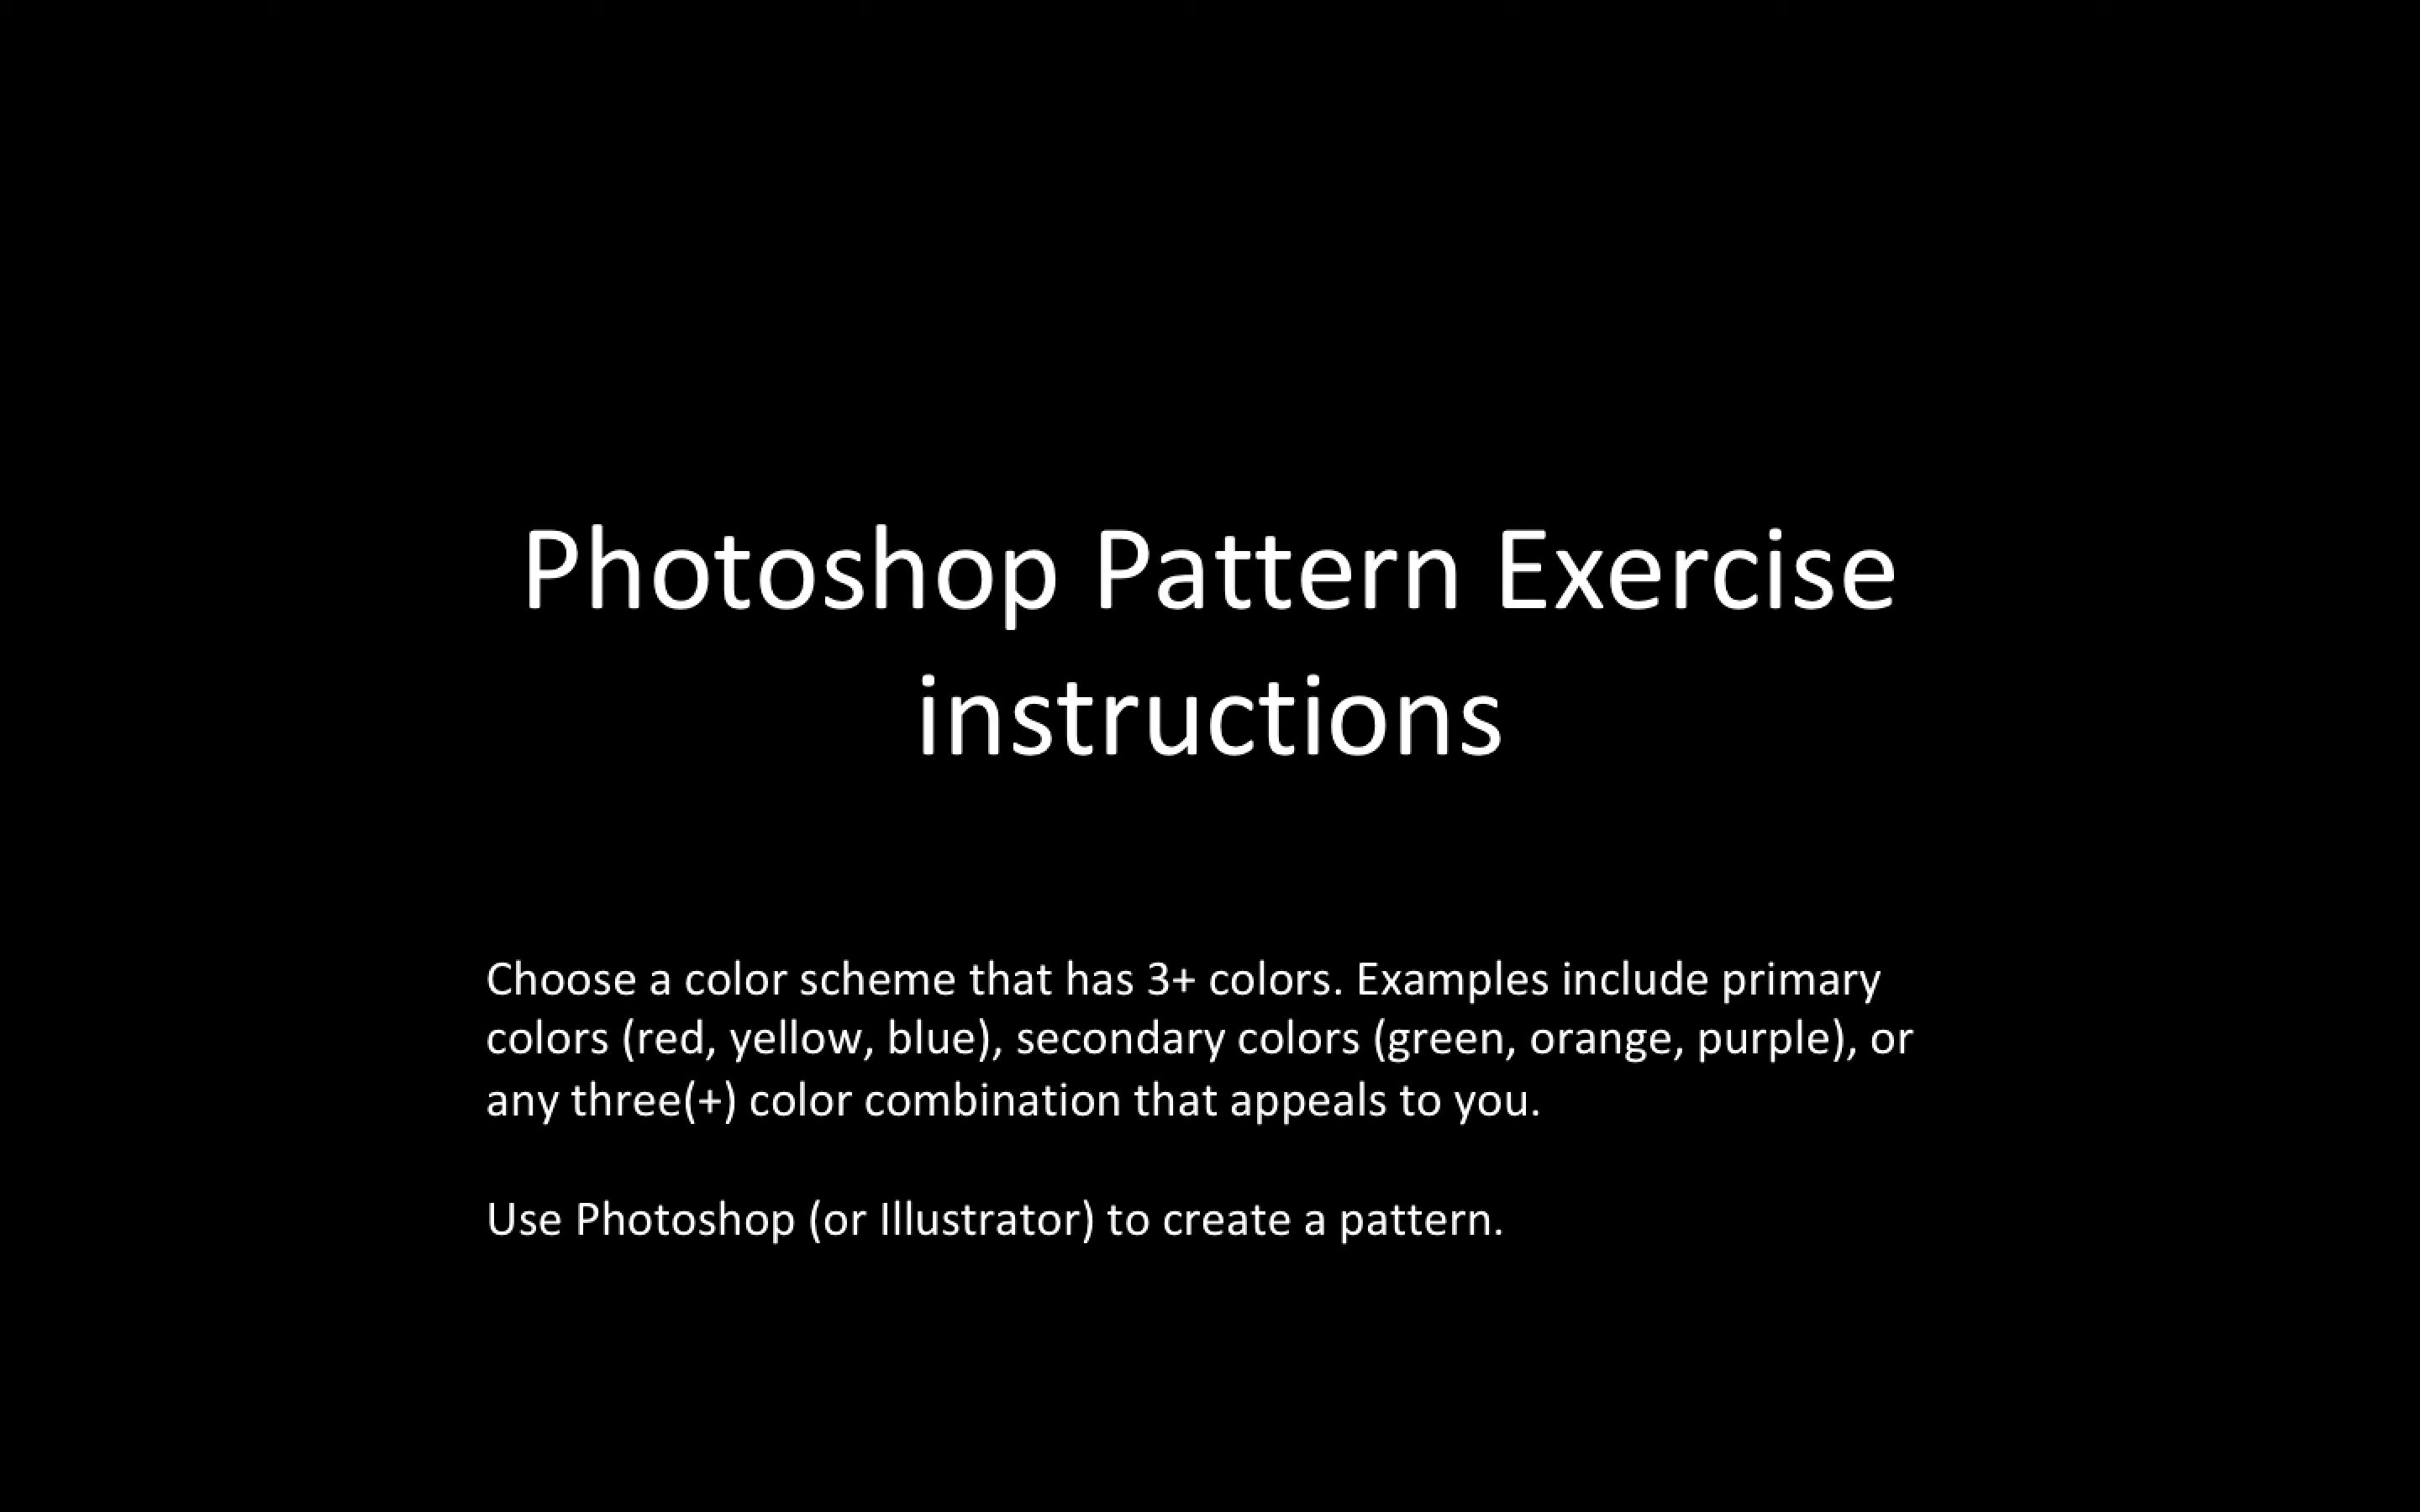 Photoshop Pattern Exercise
instructions
Choose a color scheme that has 3+ colors. Examples include primary
colors (red, yellow, blue), secondary colors (green, orange, purple), or
any three(+) color combination that appeals to you.
Use Photoshop (or Illustrator) to create a pattern.